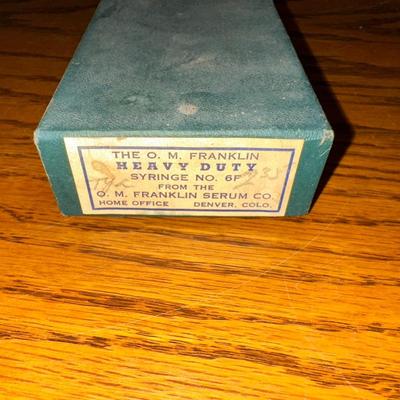 THE O. M. FRANKLIN
HEAVY DUTY
SYRINGE NO. 6F
FROM THE
O. M. FRANKLIN SERUM CO.
HOME OFFICE DENVER, COLO.